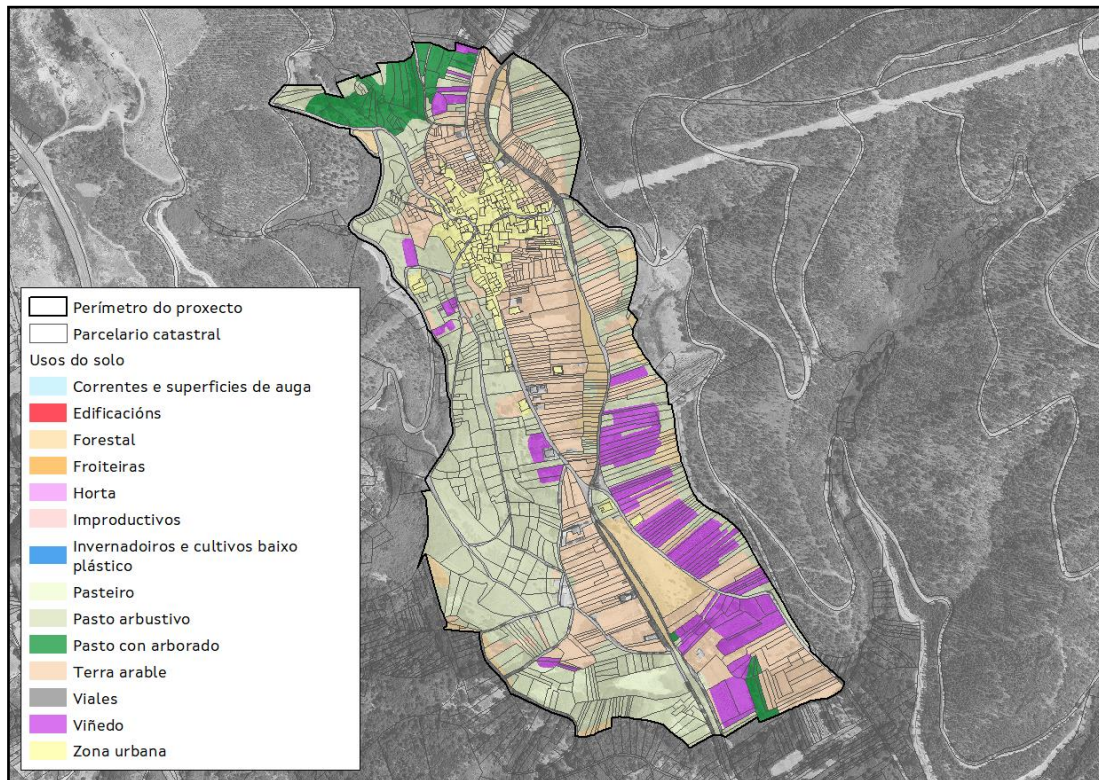 Perímetro do proxecto
Parcelario catastral
Usos do solo
Correntes e superficies de auga
Edificacións
Forestal
Froiteiras
Horta
Improductivos
Invernadoiros e cultivos baixo
plástico
Pasteiro
Pasto arbustivo
Pasto con arborado
Terra arable
Viales
Viñedo
Zona urbana